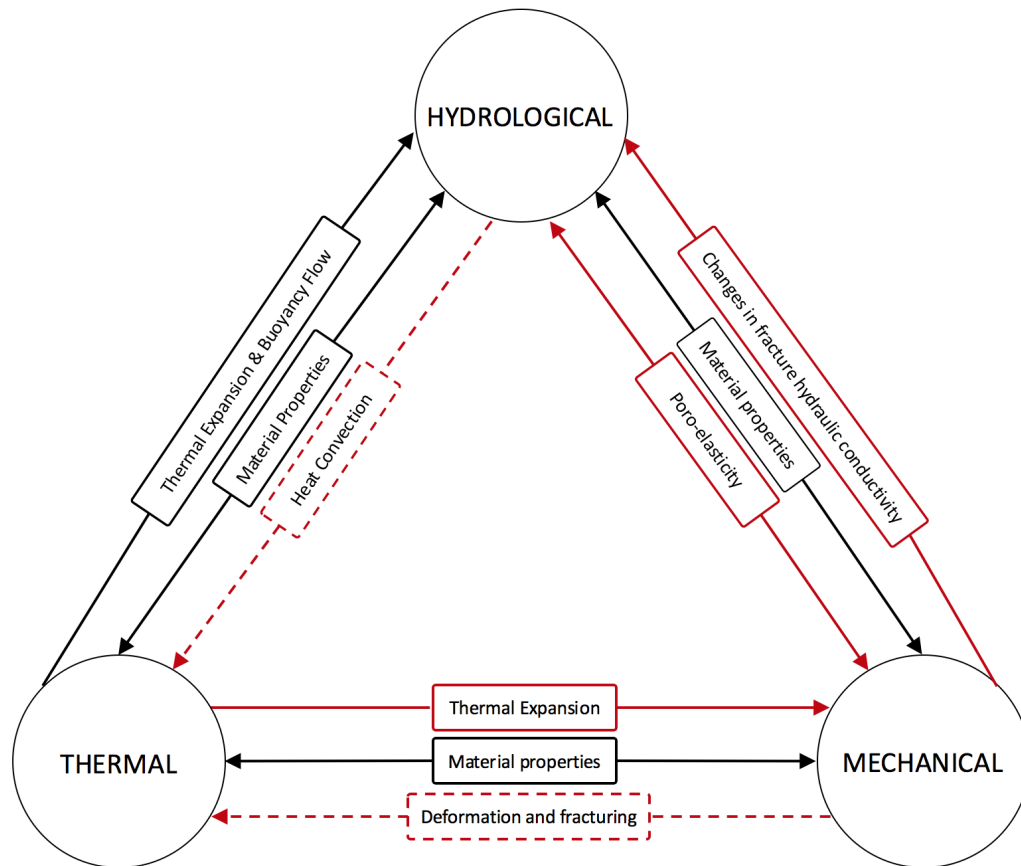 HYDROLOGICAL
Thermal Expansion & Buoyancy Flow
Material Properties
Heat Convection
Poro-elasticity
Material properties
Changes in fracture hydraulic conductivity
THERMAL
Thermal Expansion
Material properties
Deformation and fracturing
MECHANICAL